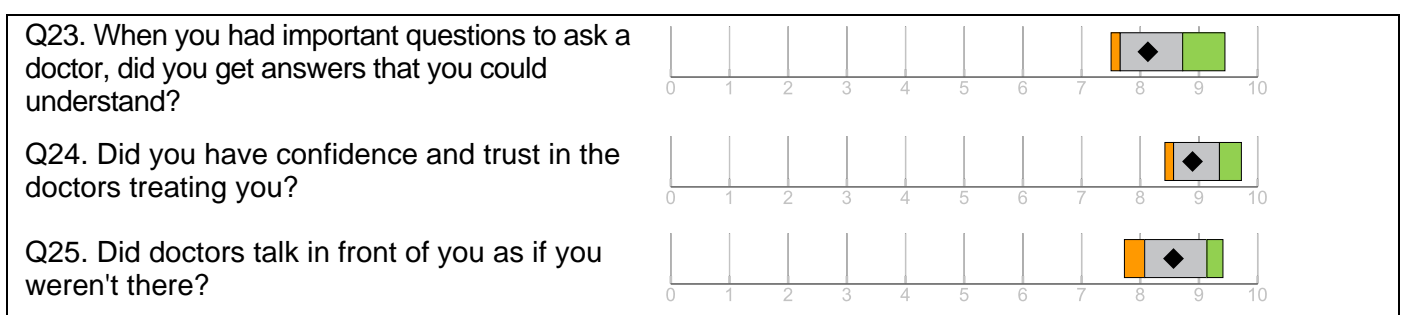 Q23. When you had important questions to ask a
doctor, did you get answers that you could
understand?
0 1 2 3 4 5 6 7 8 9 10
Q24. Did you have confidence and trust in the
doctors treating you?
0 1 2 3 4 5 6 7 8 9 10
Q25. Did doctors talk in front of you as if you
weren't there?
0 1 2 3 4 5 6 7 8 9 10